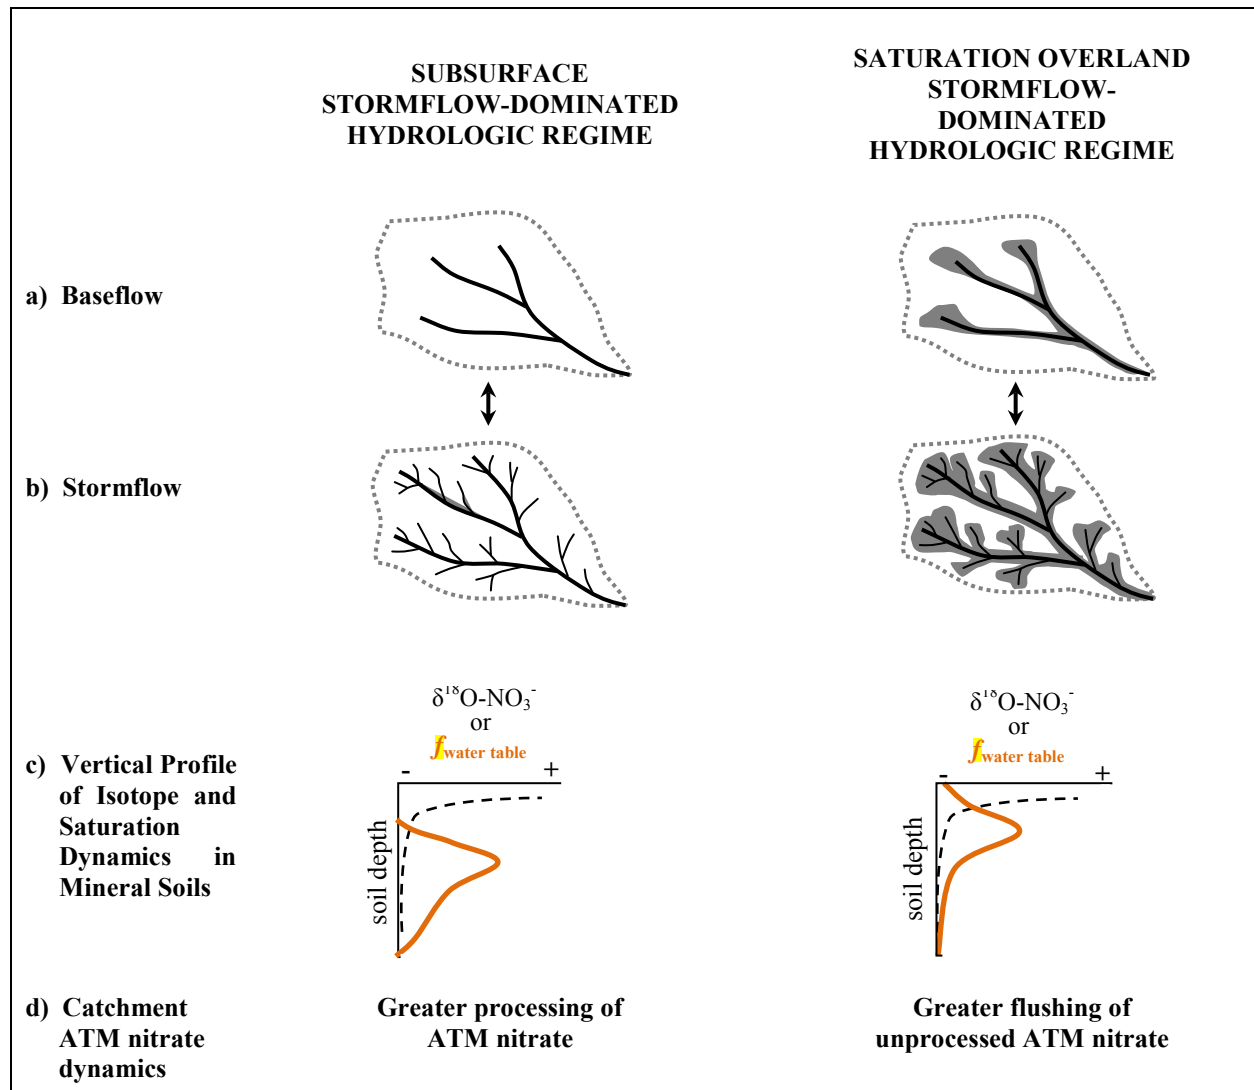 SUBSURFACE
STORMFLOW-DOMINATED
HYDROLOGIC REGIME
SATURATION OVERLAND
STORMFLOW-
DOMINATED
HYDROLOGIC REGIME
a) Baseflow
b) Stormflow
c) Vertical Profile
of Isotope and
Saturation
Dynamics in
Mineral Soils
δ¹⁸O-NO₃⁻
or
f water table
- +
soil depth
δ¹⁸O-NO₃⁻
or
f water table
- +
soil depth
d) Catchment
ATM nitrate
dynamics
Greater processing of
ATM nitrate
Greater flushing of
unprocessed ATM nitrate